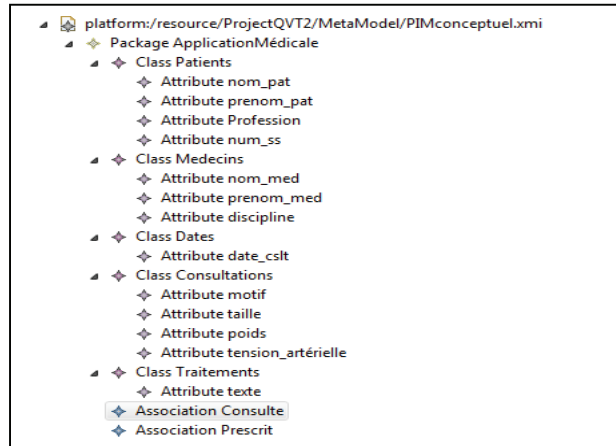 platform:/resource/ProjectQVT2/MetaModel/PIMconceptuel.xmi
Package ApplicationMédicale
Class Patients
Attribute nom_pat
Attribute prenom_pat
Attribute Profession
Attribute num_ss
Class Medecins
Attribute nom_med
Attribute prenom_med
Attribute discipline
Class Dates
Attribute date_cslt
Class Consultations
Attribute motif
Attribute taille
Attribute poids
Attribute tension_artérielle
Class Traitements
Attribute texte
Association Consulte
Association Prescrit